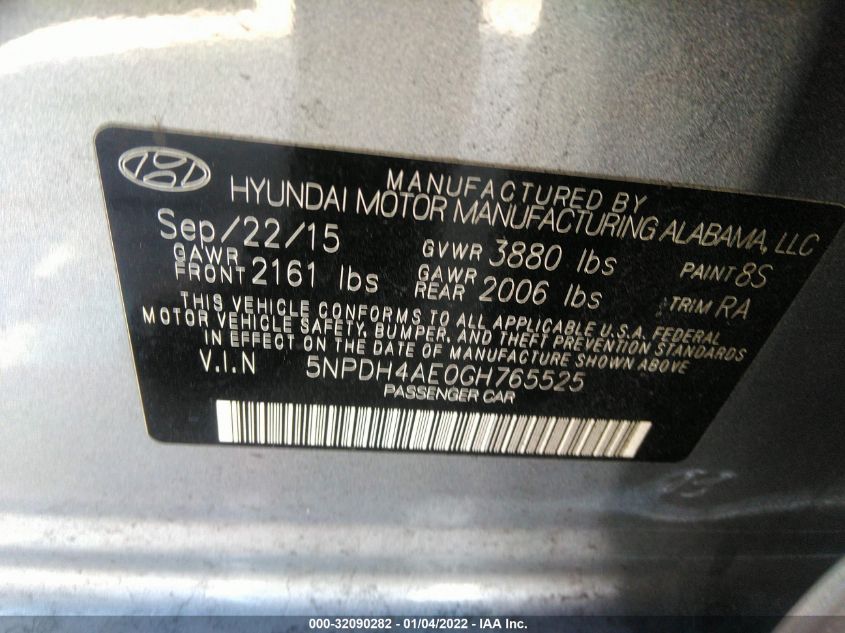 MANUFACTURED BY
HYUNDAI MOTOR MANUFACTURING ALABAMA, LLC
Sep/22/15 GVWR 3880 lbs PAINT 8S
GAWR FRONT 2161 lbs GAWR REAR 2006 lbs TRIM RA
THIS VEHICLE CONFORMS TO ALL APPLICABLE U.S.A. FEDERAL
MOTOR VEHICLE SAFETY, BUMPER, AND THEFT PREVENTION STANDARDS
IN EFFECT ON THE DATE OF MANUFACTURE SHOWN ABOVE
V.I.N 5NPDH4AE0GH765525
PASSENGER CAR
000-32090282 - 01/04/2022 - IAA Inc.